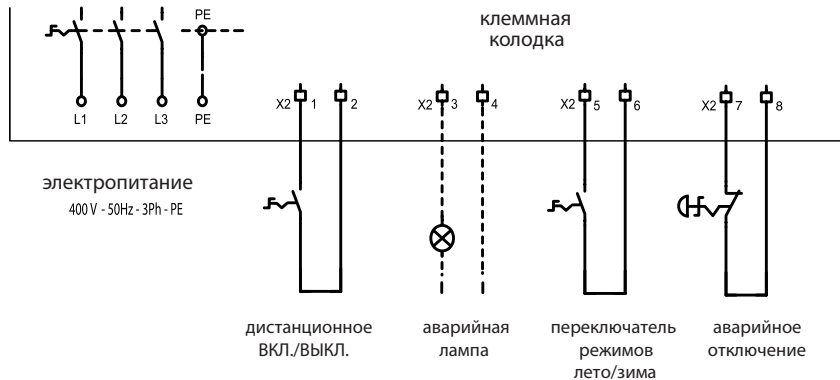 клеммная
колодка
PE
L1 L2 L3 PE
X2 1 2
X2 3 4
X2 5 6
X2 7 8
электропитание
400 V - 50Hz - 3Ph - PE
дистанционное
ВКЛ./ВЫКЛ.
аварийная
лампа
переключатель
режимов
лето/зима
аварийное
отключение